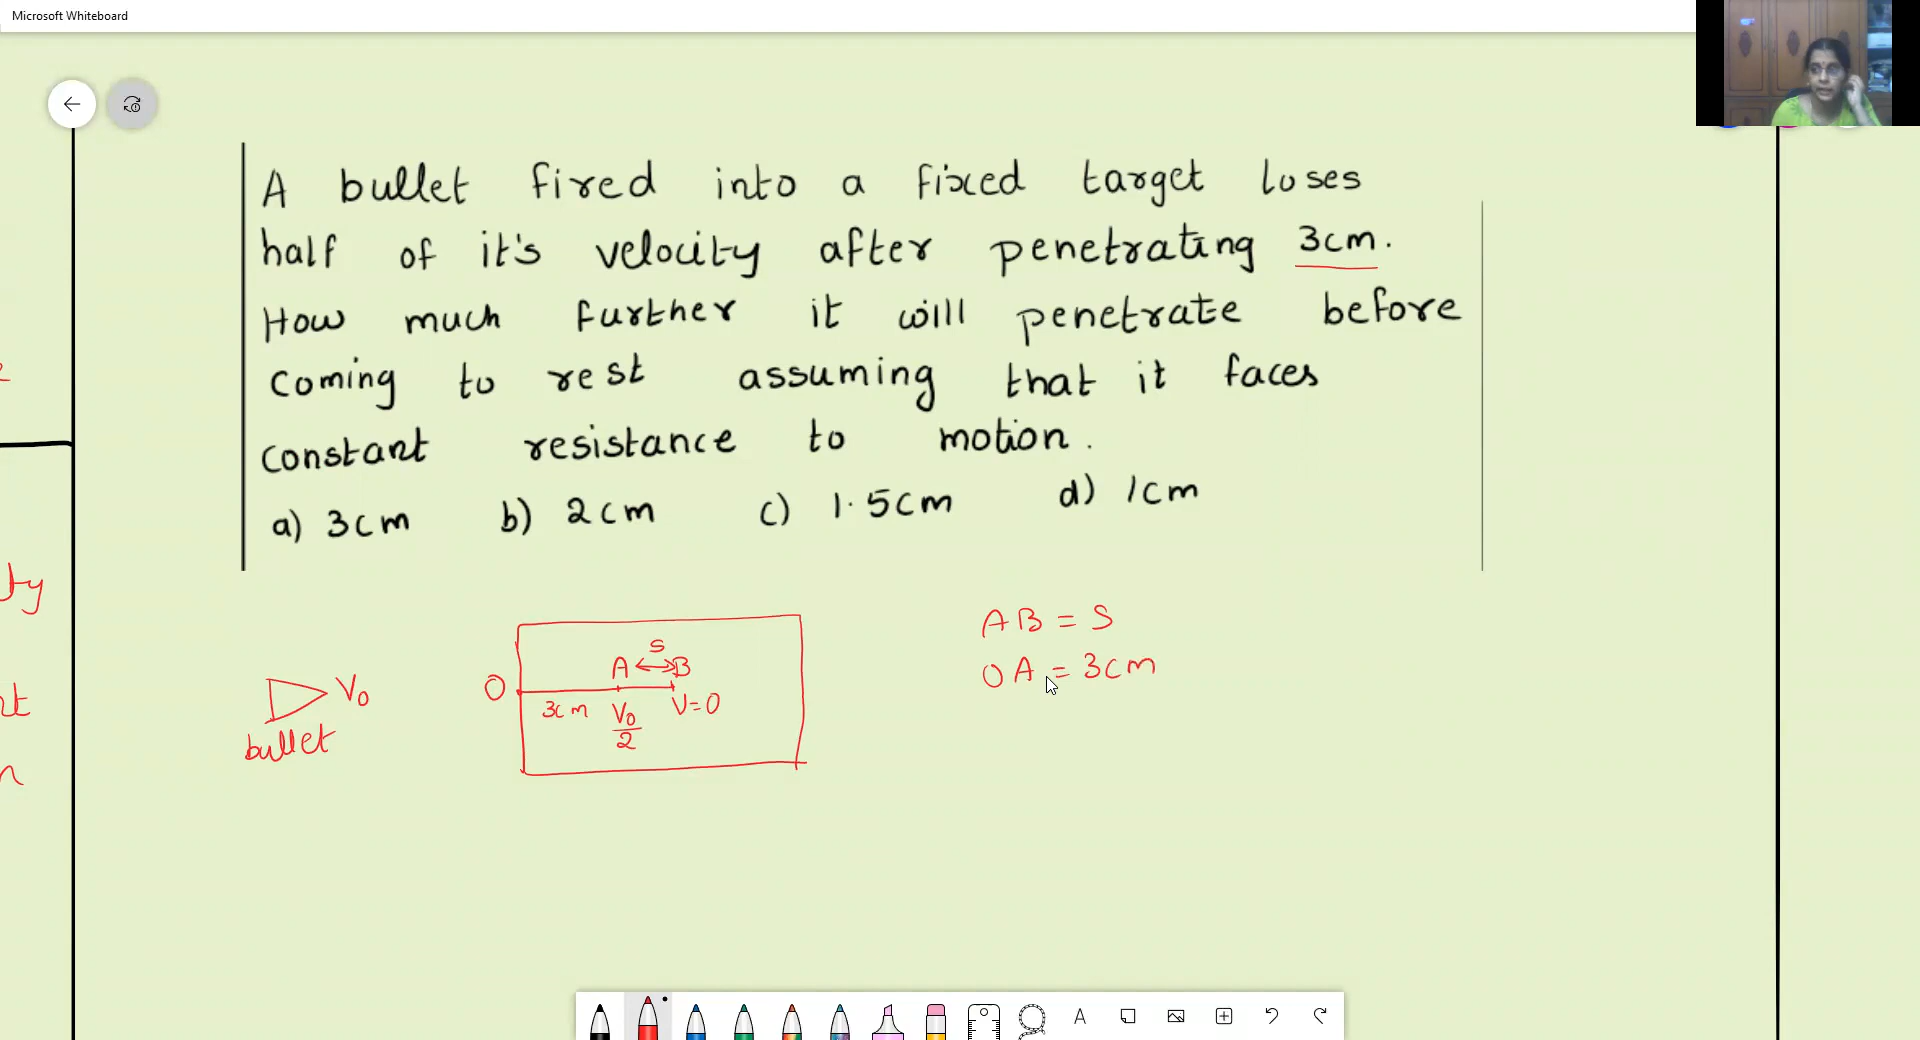 Microsoft Whiteboard
A bullet fired into a fixed target loses
half of it's velocity after penetrating 3cm.
How much further it will penetrate before
coming to rest assuming that it faces
constant resistance to motion.
a) 3cm b) 2cm c) 1.5cm d) 1cm
AB = S
OA = 3cm
S
A B
O
V₀
3cm V₀/2 V=0
bullet
ty
A